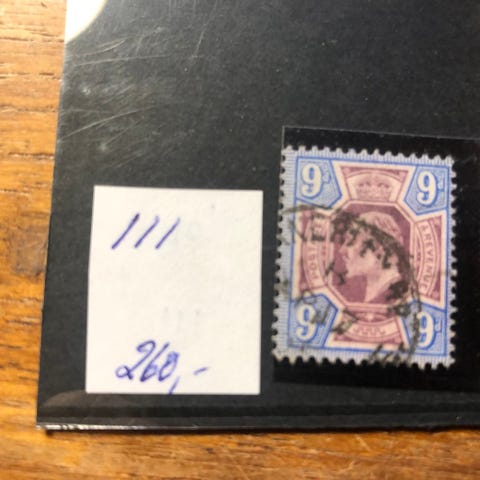 111
260,-
9d 9d
POSTAGE & REVENUE
9d 9d